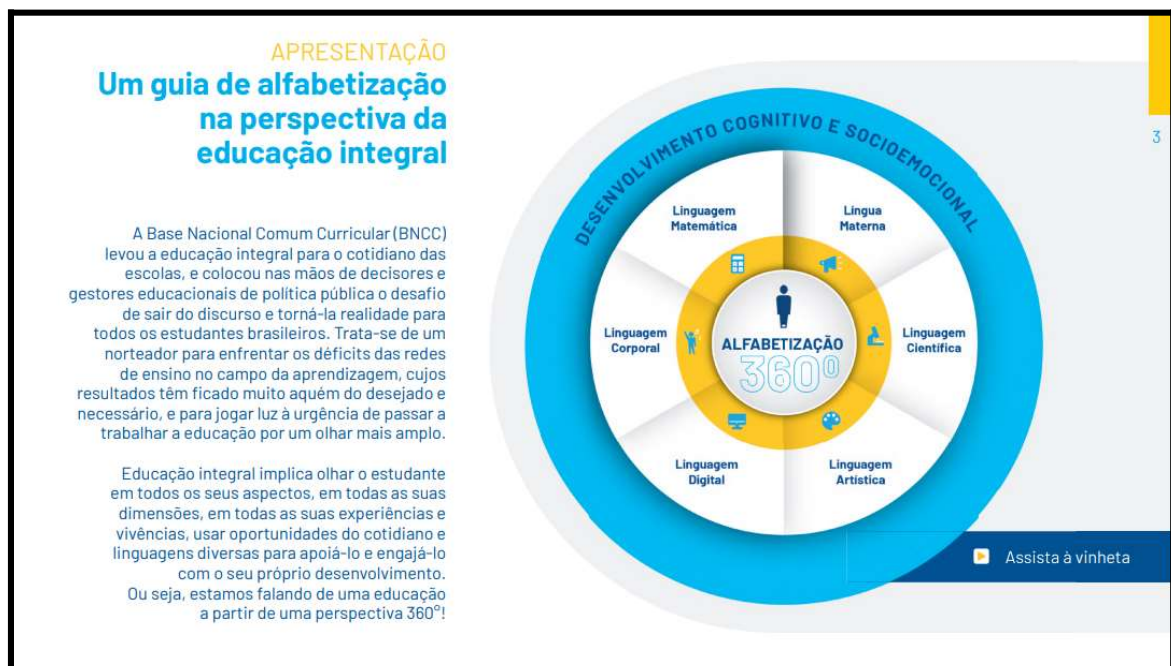 APRESENTAÇÃO
Um guia de alfabetização
na perspectiva da
educação integral
A Base Nacional Comum Curricular (BNCC)
levou a educação integral para o cotidiano das
escolas, e colocou nas mãos de decisores e
gestores educacionais de política pública o desafio
de sair do discurso e torná-la realidade para
todos os estudantes brasileiros. Trata-se de um
norteador para enfrentar os déficits das redes
de ensino no campo da aprendizagem, cujos
resultados têm ficado muito aquém do desejado e
necessário, e para jogar luz à urgência de passar a
trabalhar a educação por um olhar mais amplo.
Educação integral implica olhar o estudante
em todos os seus aspectos, em todas as suas
dimensões, em todas as suas experiências e
vivências, usar oportunidades do cotidiano e
linguagens diversas para apoiá-lo e engajá-lo
com o seu próprio desenvolvimento.
Ou seja, estamos falando de uma educação
a partir de uma perspectiva 360°!
DESENVOLVIMENTO COGNITIVO E SOCIOEMOCIONAL
Linguagem
Matemática
Língua
Materna
Linguagem
Corporal
ALFABETIZAÇÃO
360º
Linguagem
Científica
Linguagem
Digital
Linguagem
Artística
Assista à vinheta
3